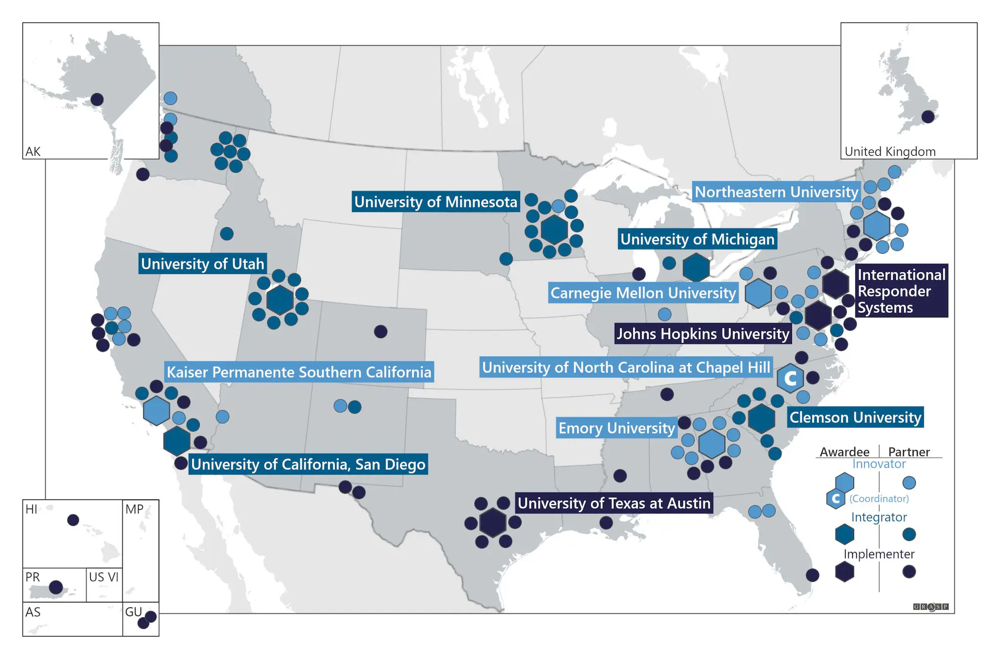 AK
United Kingdom
Northeastern University
University of Minnesota
University of Michigan
University of Utah
International
Responder
Systems
Carnegie Mellon University
Johns Hopkins University
University of North Carolina at Chapel Hill
C
Kaiser Permanente Southern California
Clemson University
Emory University
University of California, San Diego
University of Texas at Austin
Awardee Partner
Innovator
C (Coordinator)
Integrator
Implementer
HI
MP
PR
US VI
AS
GU
GRASP